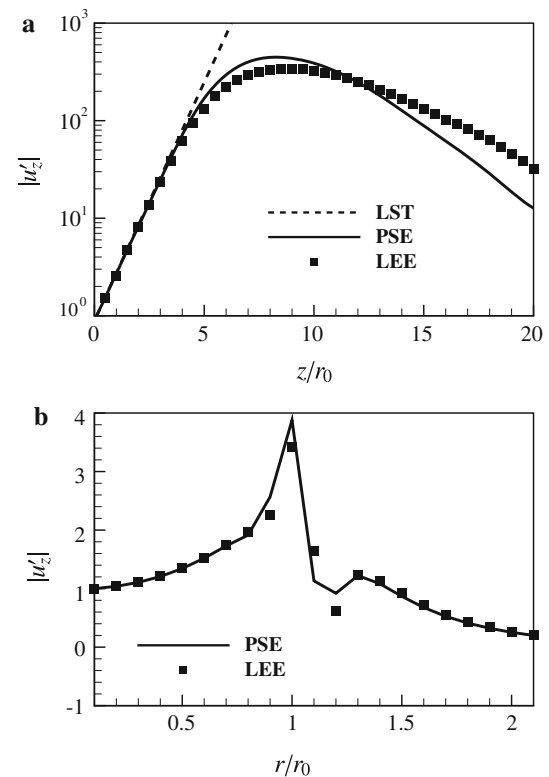 a
10³
10²
10¹
10⁰
|u′z|
LST
PSE
LEE
0 5 10 15 20
z/r₀
b
4
3
2
1
0
-1
|u′z|
PSE
LEE
0.5 1 1.5 2
r/r₀